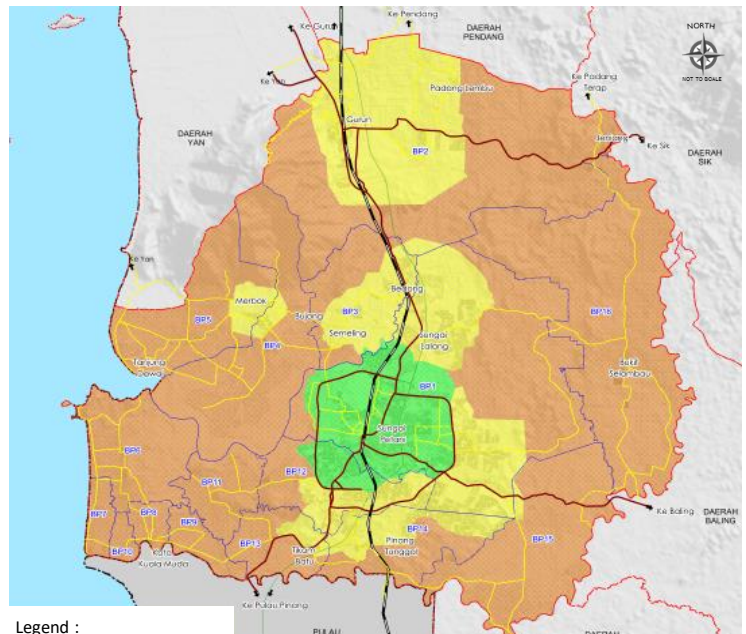 Ke Gurun
Ke Pendang
DAERAH
PENDANG
NORTH
NOT TO SCALE
Ke Yan
Padang Lembu
Ke Padang
Terap
Gurun
DAERAH
YAN
Jeniang
Ke Sik
BP2
DAERAH
SIK
Ke Yan
Bedong
Merbok
Bujang
BP3
BP16
BP5
Semeling
Sungai
Lalang
BP4
Tanjung
Dawai
Bukit
Selambau
BP1
Sungai
Petani
BP6
BP12
BP11
Ke Baling
DAERAH
BALING
BP7
BP8
BP9
BP14
BP10
Kota
Kuala Muda
BP13
Tikam
Batu
Pinang
Tunggal
BP15
Ke Pulau Pinang
Legend :
PULAU
DAERAH